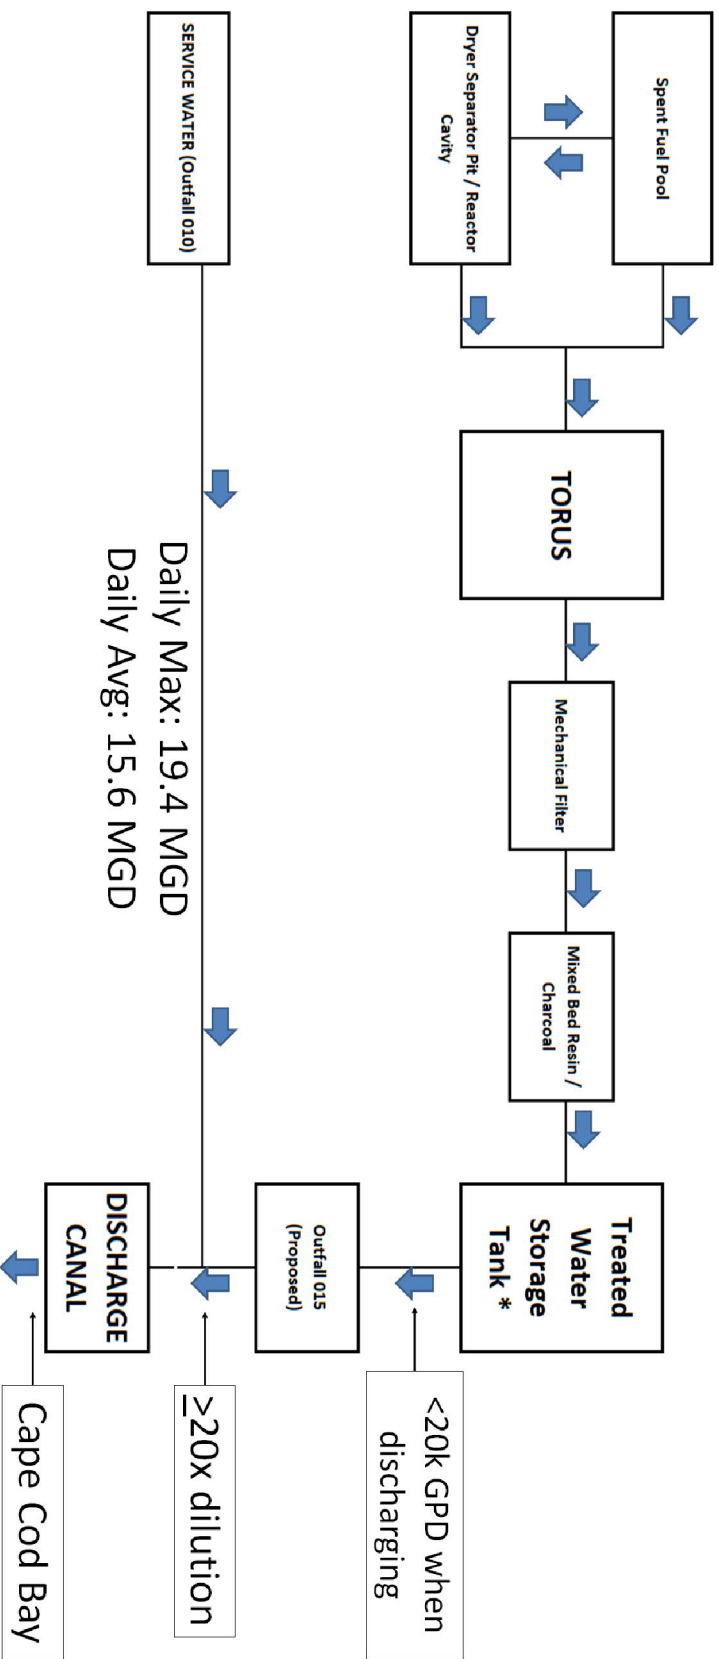 Spent Fuel Pool
Dryer Separator Pit / Reactor
Cavity
TORUS
Mechanical Filter
Mixed Bed Resin /
Charcoal
Treated
Water
Storage
Tank *
<20k GPD when
discharging
Outfall 015
(Proposed)
≥20x dilution
SERVICE WATER (Outfall 010)
Daily Max: 19.4 MGD
Daily Avg: 15.6 MGD
DISCHARGE
CANAL
Cape Cod Bay